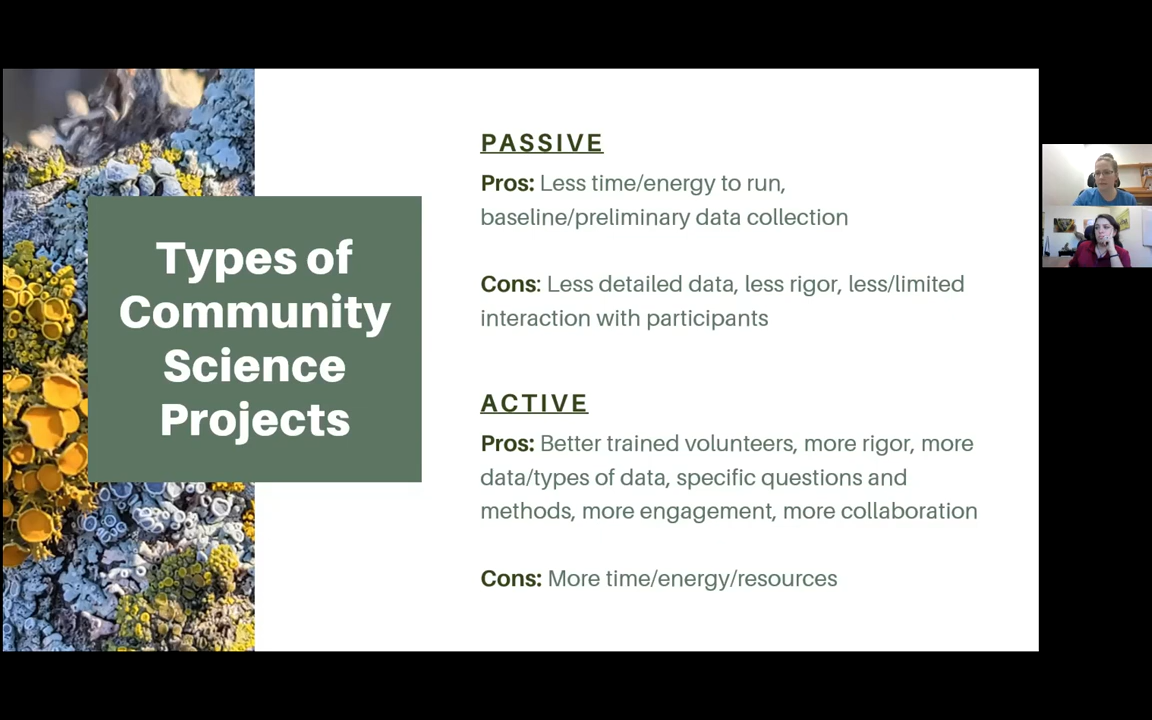 Types of
Community
Science
Projects
PASSIVE
Pros: Less time/energy to run,
baseline/preliminary data collection
Cons: Less detailed data, less rigor, less/limited
interaction with participants
ACTIVE
Pros: Better trained volunteers, more rigor, more
data/types of data, specific questions and
methods, more engagement, more collaboration
Cons: More time/energy/resources